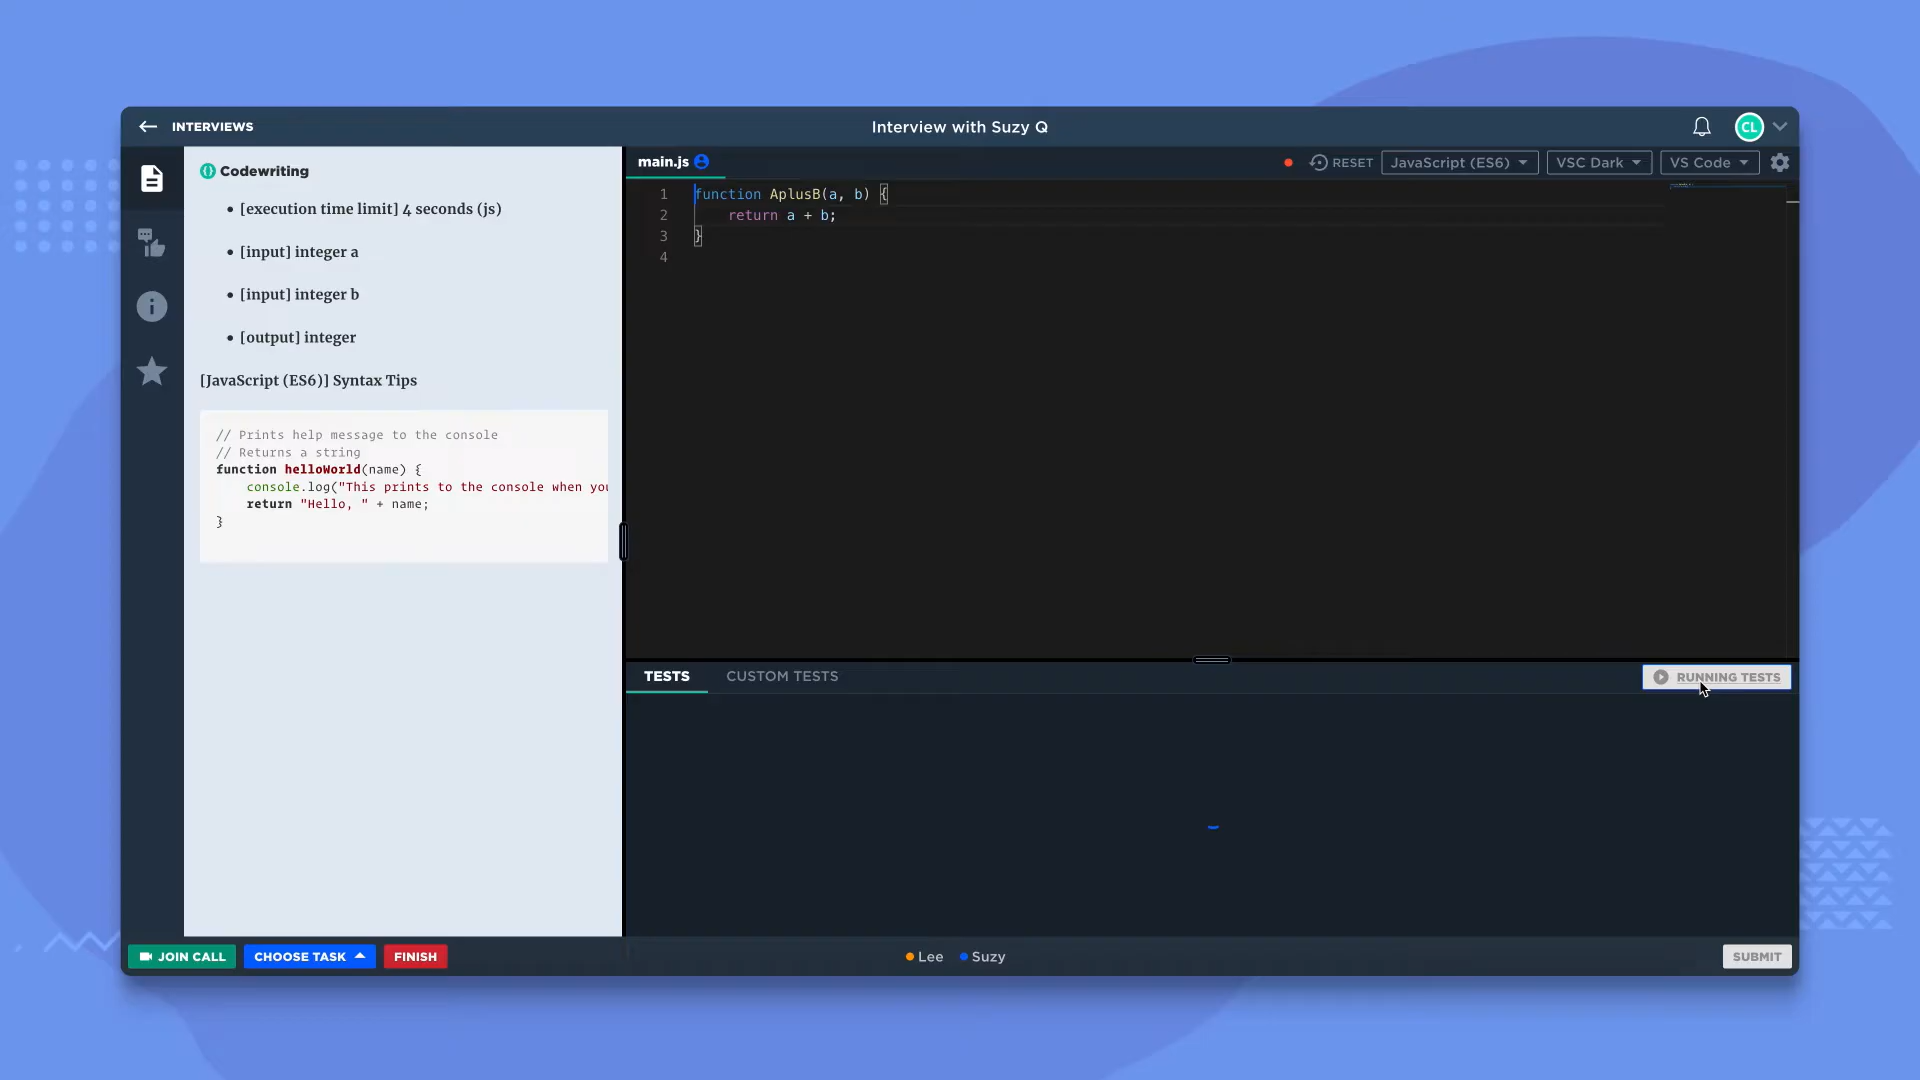 INTERVIEWS
Interview with Suzy Q
CL
Codewriting
• [execution time limit] 4 seconds (js)
• [input] integer a
• [input] integer b
• [output] integer
[JavaScript (ES6)] Syntax Tips
// Prints help message to the console
// Returns a string
function helloWorld(name) {
    console.log("This prints to the console when you
    return "Hello, " + name;
}
main.js
RESET
JavaScript (ES6)
VSC Dark
VS Code
1 function AplusB(a, b) {
2     return a + b;
3 }
4
TESTS
CUSTOM TESTS
RUNNING TESTS
JOIN CALL
CHOOSE TASK
FINISH
Lee
Suzy
SUBMIT